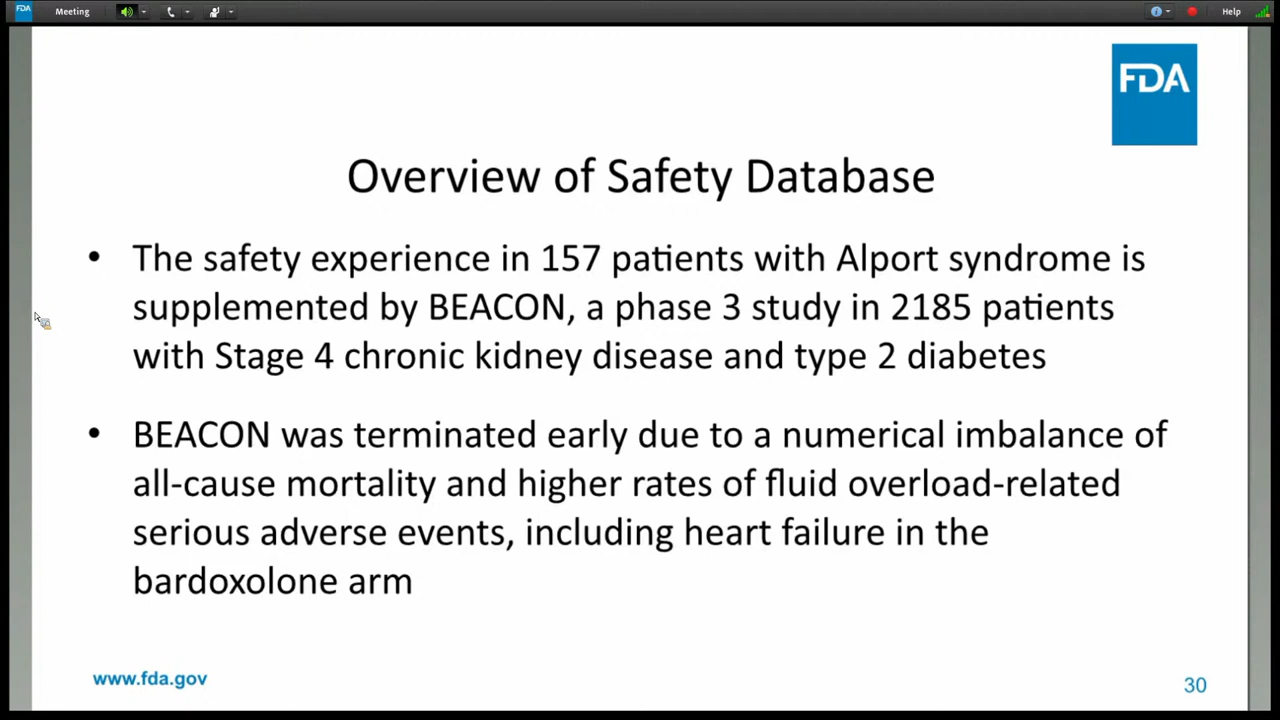 FDA Meeting Help
FDA
Overview of Safety Database
• The safety experience in 157 patients with Alport syndrome is
supplemented by BEACON, a phase 3 study in 2185 patients
with Stage 4 chronic kidney disease and type 2 diabetes
• BEACON was terminated early due to a numerical imbalance of
all-cause mortality and higher rates of fluid overload-related
serious adverse events, including heart failure in the
bardoxolone arm
www.fda.gov 30